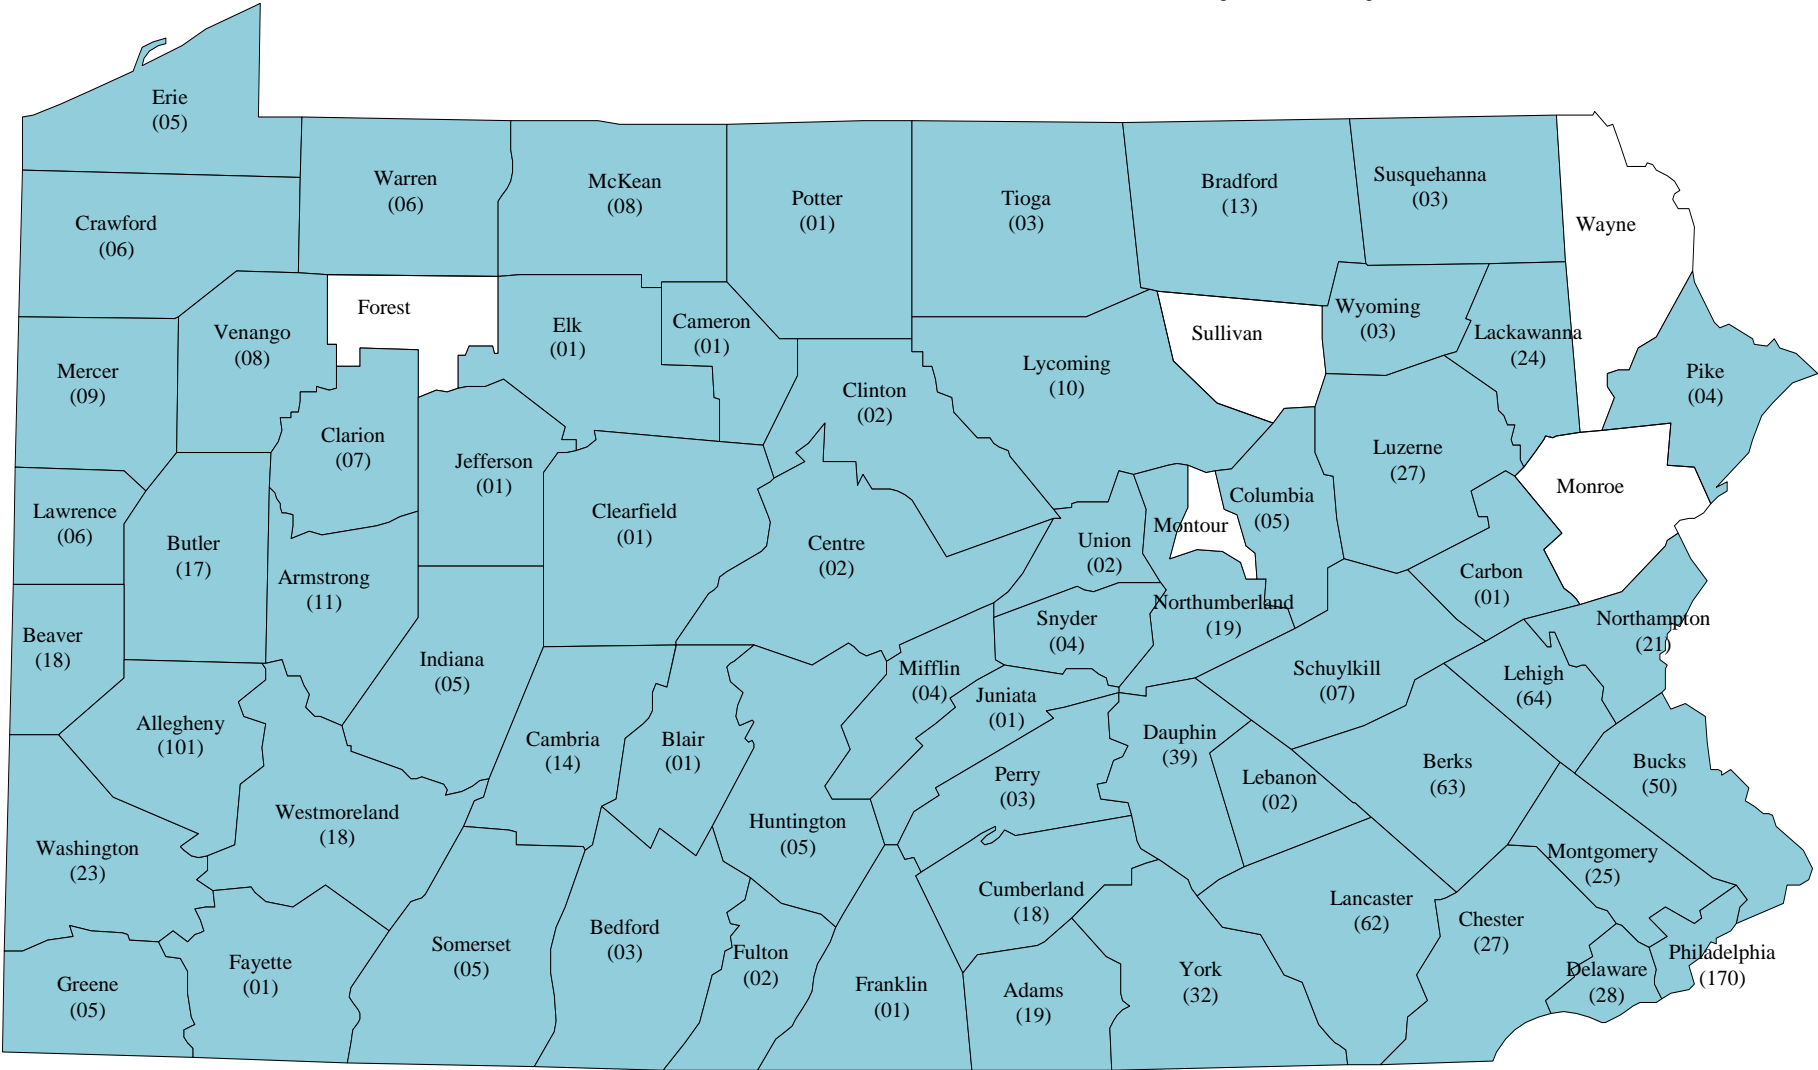 Erie
(05)
Warren
(06)
McKean
(08)
Potter
(01)
Tioga
(03)
Bradford
(13)
Susquehanna
(03)
Wayne
Crawford
(06)
Forest
Venango
(08)
Elk
(01)
Cameron
(01)
Lycoming
(10)
Sullivan
Wyoming
(03)
Lackawanna
(24)
Pike
(04)
Mercer
(09)
Clinton
(02)
Clarion
(07)
Jefferson
(01)
Luzerne
(27)
Monroe
Columbia
(05)
Montour
Lawrence
(06)
Clearfield
(01)
Butler
(17)
Centre
(02)
Union
(02)
Armstrong
(11)
Carbon
(01)
Northumberland
(19)
Northampton
(21)
Snyder
(04)
Beaver
(18)
Indiana
(05)
Mifflin
(04)
Schuylkill
(07)
Lehigh
(64)
Juniata
(01)
Allegheny
(101)
Cambria
(14)
Blair
(01)
Dauphin
(39)
Perry
(03)
Lebanon
(02)
Berks
(63)
Bucks
(50)
Westmoreland
(18)
Huntington
(05)
Washington
(23)
Montgomery
(25)
Cumberland
(18)
Lancaster
(62)
Chester
(27)
Bedford
(03)
Somerset
(05)
Fulton
(02)
Philadelphia
(170)
Fayette
(01)
Delaware
(28)
York
(32)
Greene
(05)
Franklin
(01)
Adams
(19)